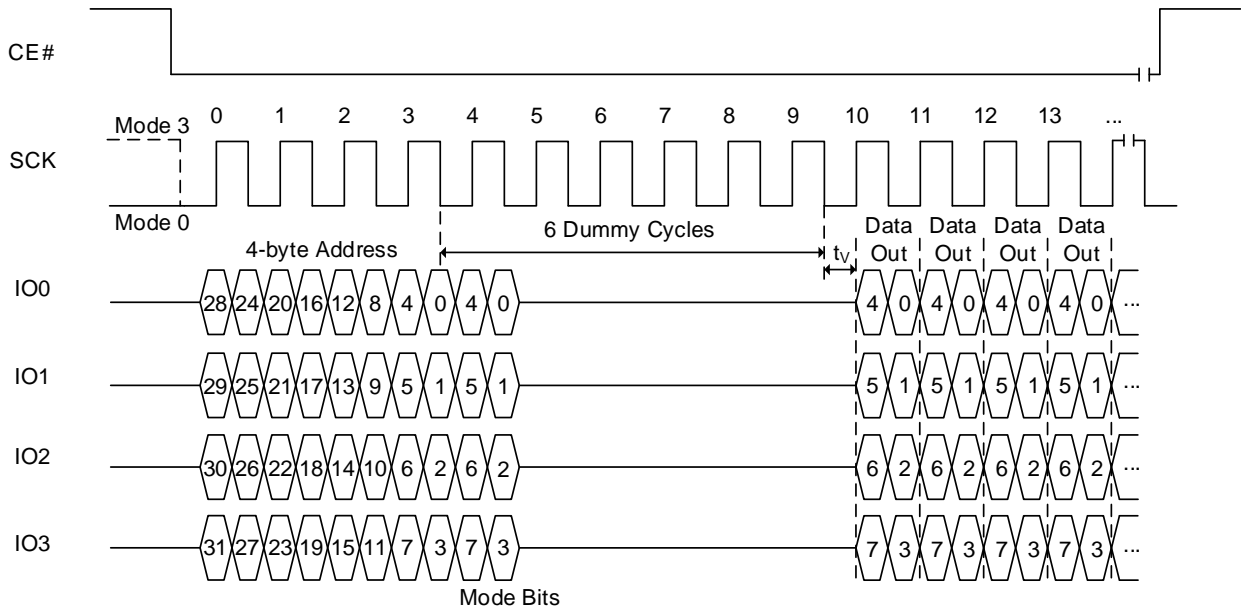 CE#
0 1 2 3 4 5 6 7 8 9 10 11 12 13 ...
Mode 3
SCK
Mode 0
6 Dummy Cycles
Data Out Data Out Data Out Data Out
4-byte Address
tV
IO0 28 24 20 16 12 8 4 0 4 0 4 0 4 0 4 0 4 0 ...
IO1 29 25 21 17 13 9 5 1 5 1 5 1 5 1 5 1 5 1 ...
IO2 30 26 22 18 14 10 6 2 6 2 6 2 6 2 6 2 6 2 ...
IO3 31 27 23 19 15 11 7 3 7 3 7 3 7 3 7 3 7 3 ...
Mode Bits